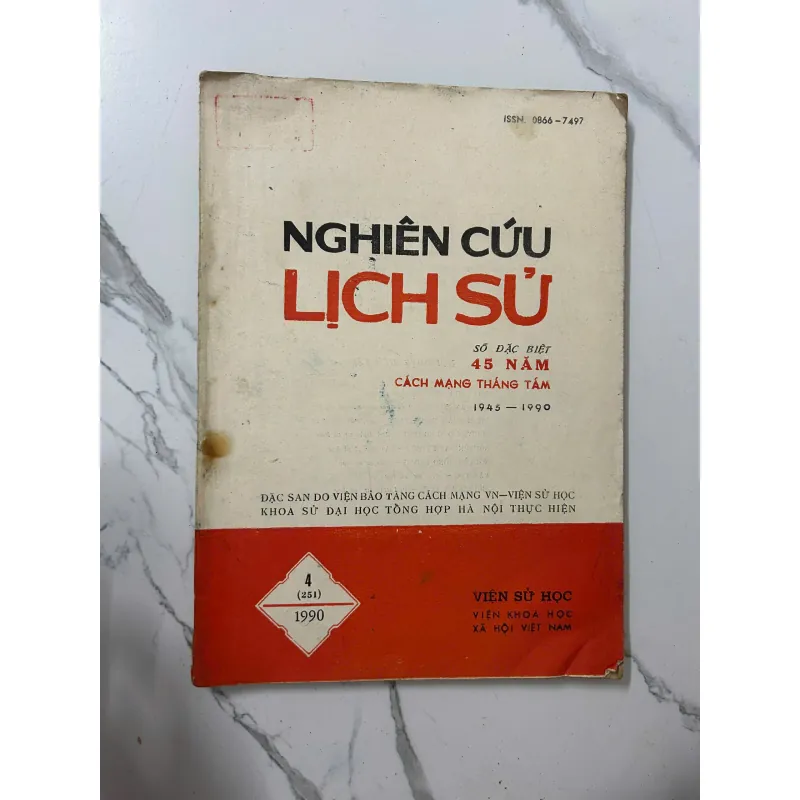 ISSN. 0866-7497
NGHIÊN CỨU
LỊCH SỬ
SỐ ĐẶC BIỆT
45 NĂM
CÁCH MẠNG THÁNG TÁM
1945 — 1990
ĐẶC SAN DO VIỆN BẢO TÀNG CÁCH MẠNG VN—VIỆN SỬ HỌC
KHOA SỬ ĐẠI HỌC TỔNG HỢP HÀ NỘI THỰC HIỆN
4
(251)
1990
VIỆN SỬ HỌC
VIỆN KHOA HỌC
XÃ HỘI VIỆT NAM